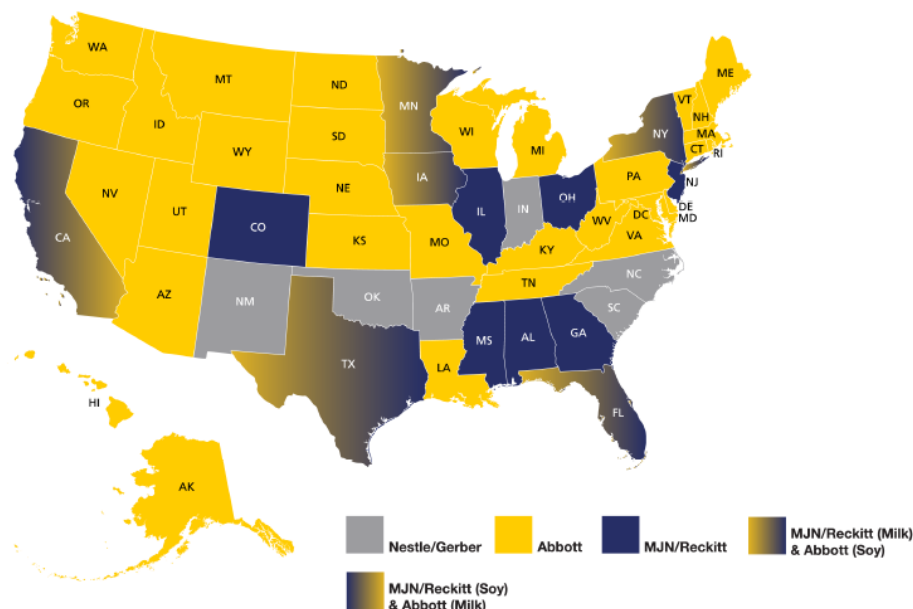 WA
MT
ND
MN
ME
OR
ID
SD
WI
VT
NH
NY
MA
WY
MI
CT
RI
IA
NE
PA
NJ
NV
UT
IL
IN
OH
DE
MD
DC
CO
WV
VA
CA
KS
MO
KY
NC
TN
AZ
NM
OK
AR
SC
MS
AL
GA
TX
LA
HI
FL
AK
Nestle/Gerber
Abbott
MJN/Reckitt
MJN/Reckitt (Milk)
& Abbott (Soy)
MJN/Reckitt (Soy)
& Abbott (Milk)